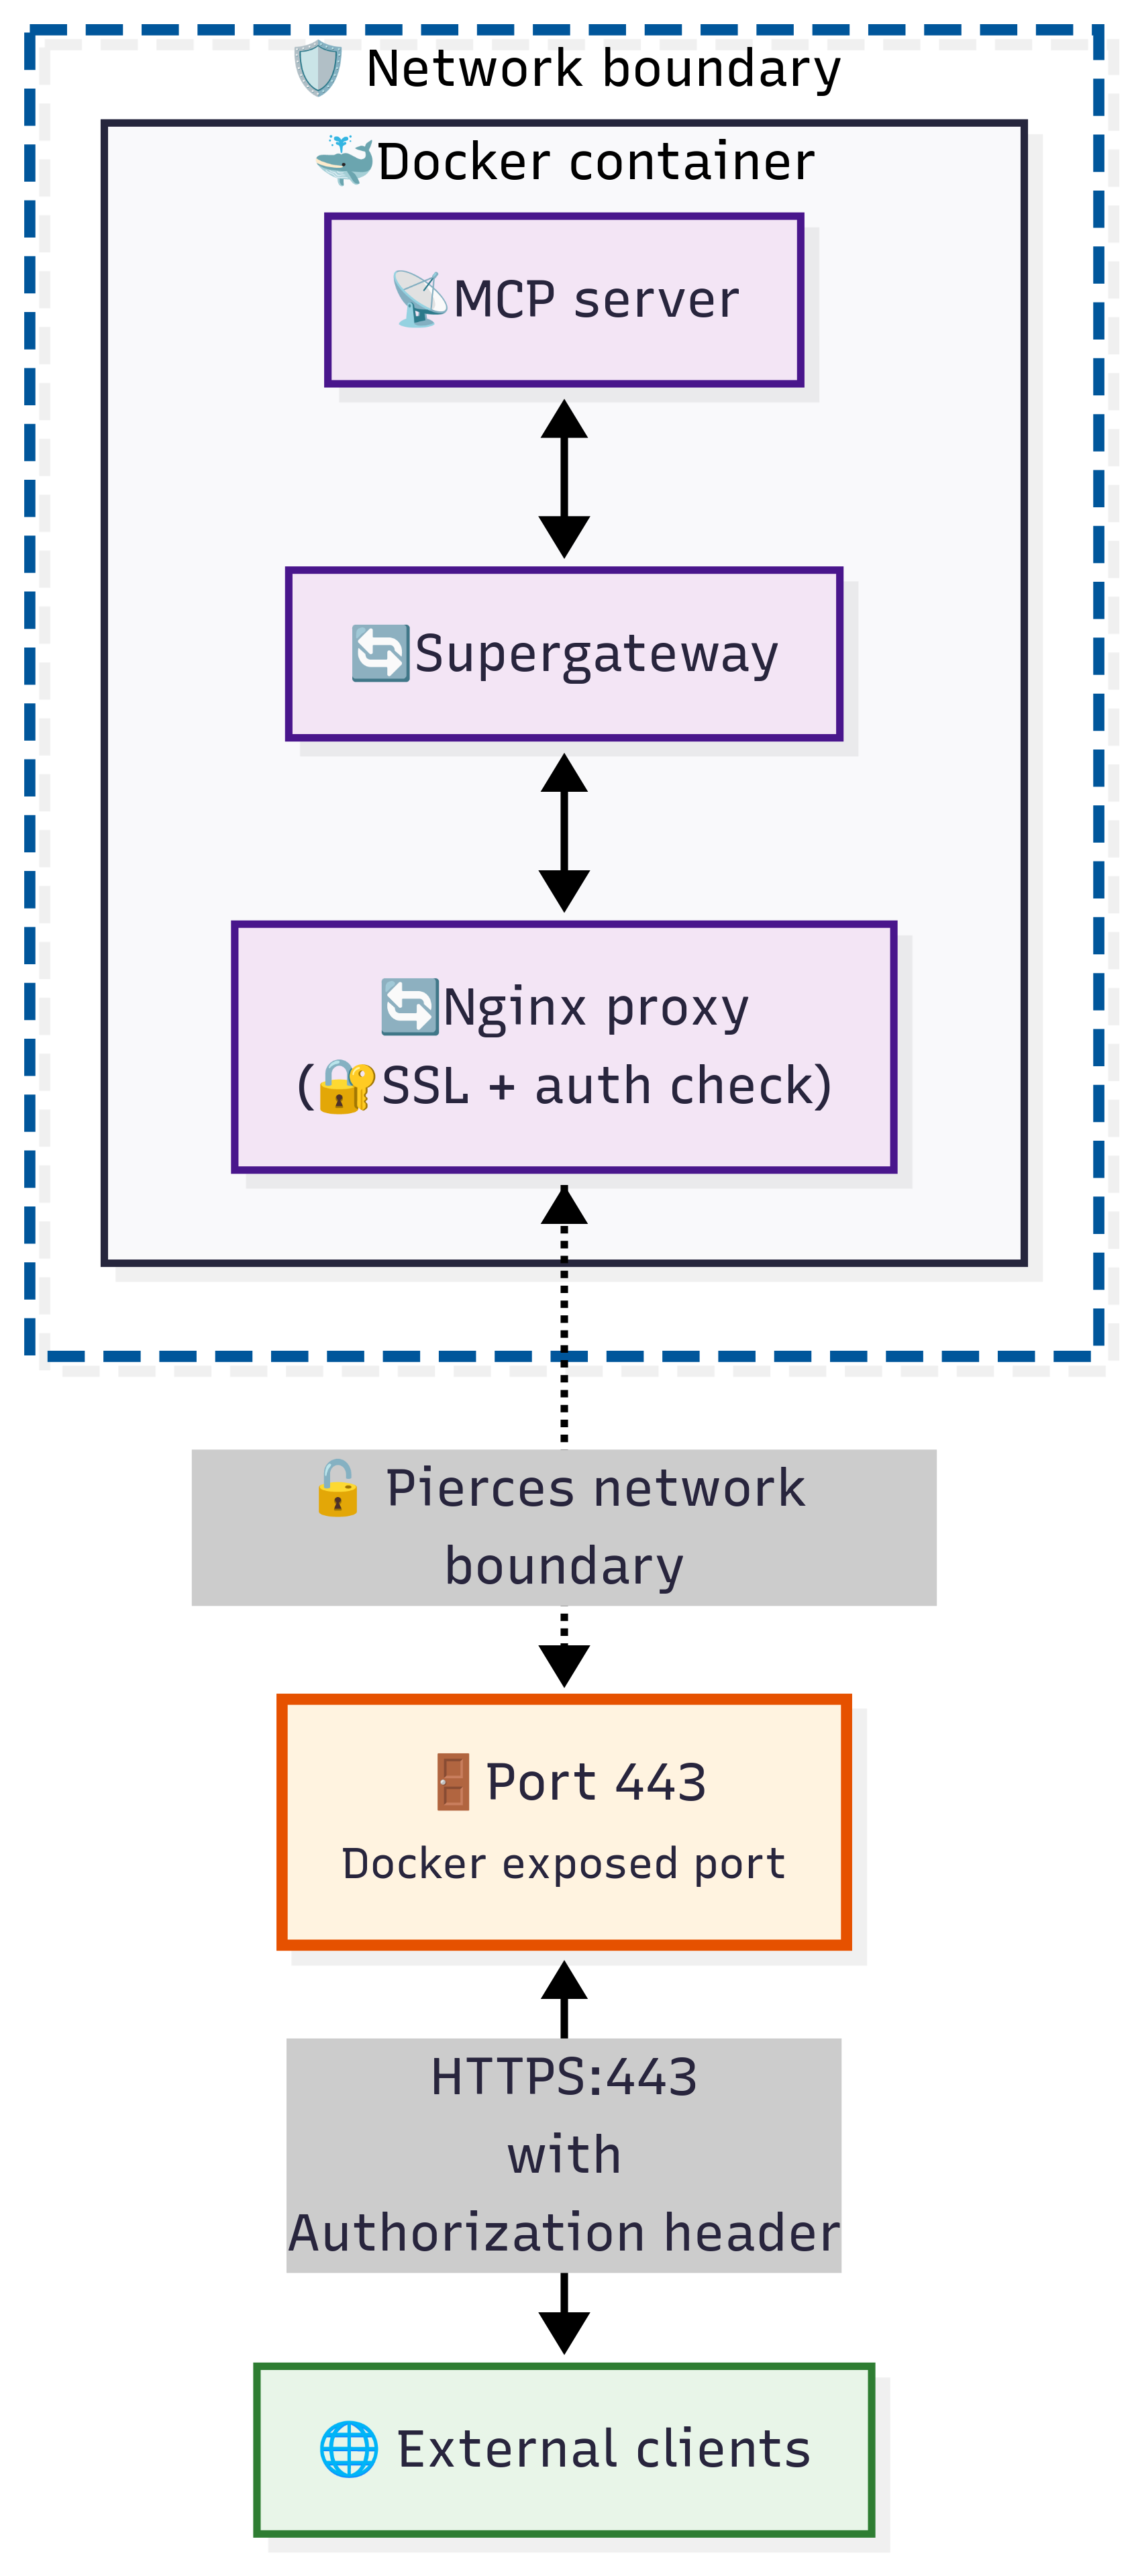 🛡️ Network boundary
🐳Docker container
📡MCP server
🔄Supergateway
🔄Nginx proxy
(🔐SSL + auth check)
🔓 Pierces network
boundary
🚪Port 443
Docker exposed port
HTTPS:443
with
Authorization header
🌐 External clients